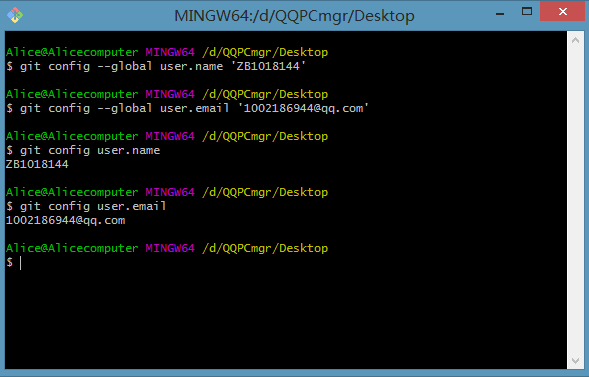 MINGW64:/d/QQPCmgr/Desktop
Alice@Alicecomputer MINGW64 /d/QQPCmgr/Desktop
$ git config --global user.name 'ZB1018144'
Alice@Alicecomputer MINGW64 /d/QQPCmgr/Desktop
$ git config --global user.email '1002186944@qq.com'
Alice@Alicecomputer MINGW64 /d/QQPCmgr/Desktop
$ git config user.name
ZB1018144
Alice@Alicecomputer MINGW64 /d/QQPCmgr/Desktop
$ git config user.email
1002186944@qq.com
Alice@Alicecomputer MINGW64 /d/QQPCmgr/Desktop
$